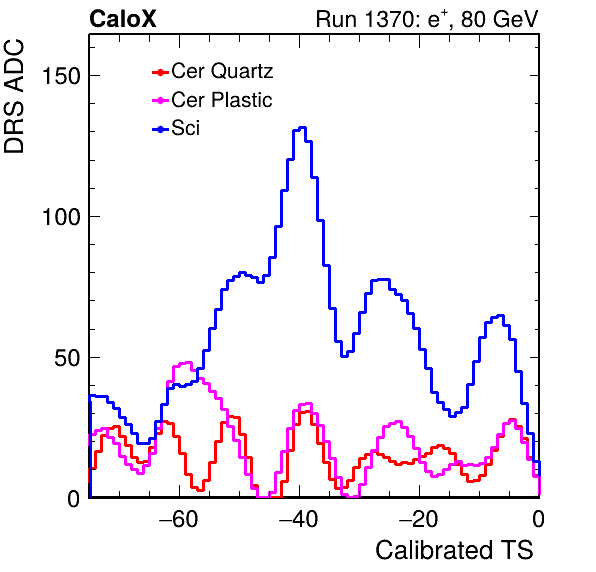 CaloX Run 1370: e⁺, 80 GeV
DRS ADC
Cer Quartz
Cer Plastic
Sci
150
100
50
0
−60 −40 −20 0
Calibrated TS